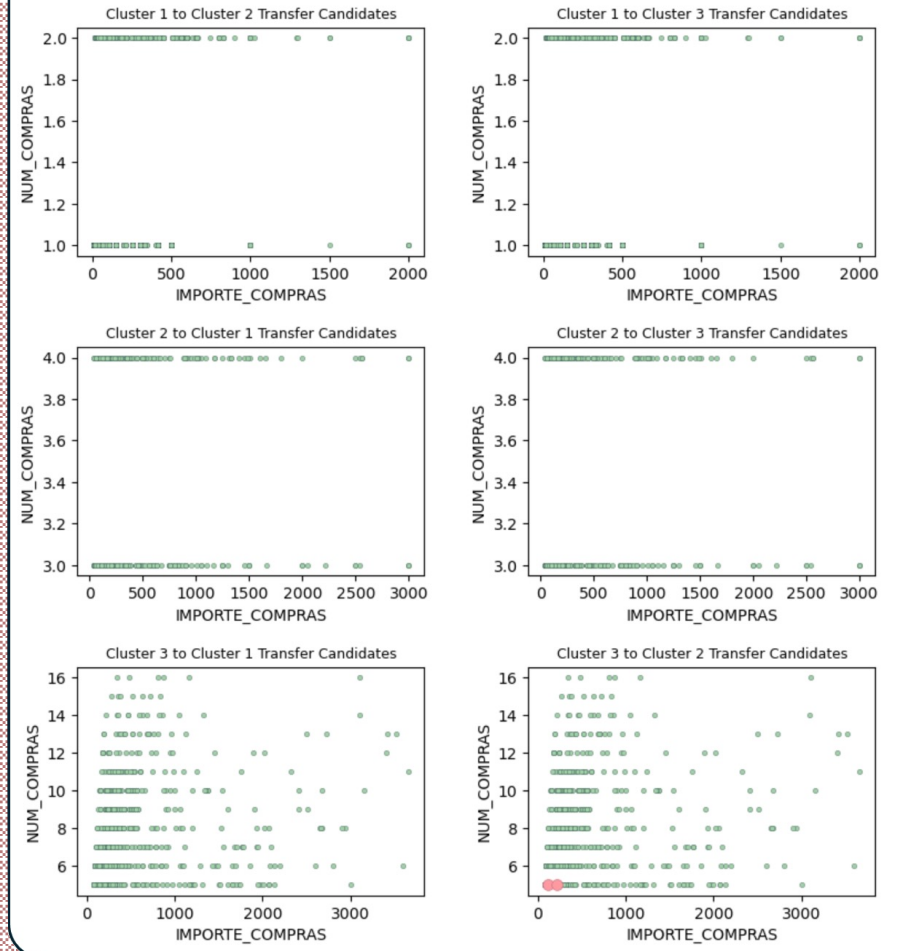 Cluster 1 to Cluster 2 Transfer Candidates
2.0
1.8
1.6
1.4
1.2
1.0
NUM_COMPRAS
0 500 1000 1500 2000
IMPORTE_COMPRAS
Cluster 1 to Cluster 3 Transfer Candidates
2.0
1.8
1.6
1.4
1.2
1.0
NUM_COMPRAS
0 500 1000 1500 2000
IMPORTE_COMPRAS
Cluster 2 to Cluster 1 Transfer Candidates
4.0
3.8
3.6
3.4
3.2
3.0
NUM_COMPRAS
0 500 1000 1500 2000 2500 3000
IMPORTE_COMPRAS
Cluster 2 to Cluster 3 Transfer Candidates
4.0
3.8
3.6
3.4
3.2
3.0
NUM_COMPRAS
0 500 1000 1500 2000 2500 3000
IMPORTE_COMPRAS
Cluster 3 to Cluster 1 Transfer Candidates
16
14
12
10
8
6
NUM_COMPRAS
0 1000 2000 3000
IMPORTE_COMPRAS
Cluster 3 to Cluster 2 Transfer Candidates
16
14
12
10
8
6
NUM_COMPRAS
0 1000 2000 3000
IMPORTE_COMPRAS